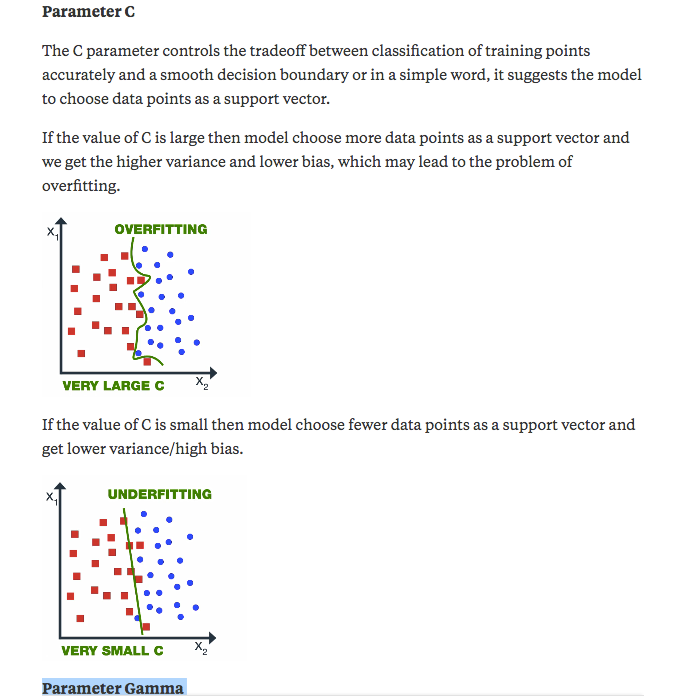 Parameter C
The C parameter controls the tradeoff between classification of training points
accurately and a smooth decision boundary or in a simple word, it suggests the model
to choose data points as a support vector.
If the value of C is large then model choose more data points as a support vector and
we get the higher variance and lower bias, which may lead to the problem of
overfitting.
X1
OVERFITTING
VERY LARGE C
X2
If the value of C is small then model choose fewer data points as a support vector and
get lower variance/high bias.
X1
UNDERFITTING
VERY SMALL C
X2
Parameter Gamma